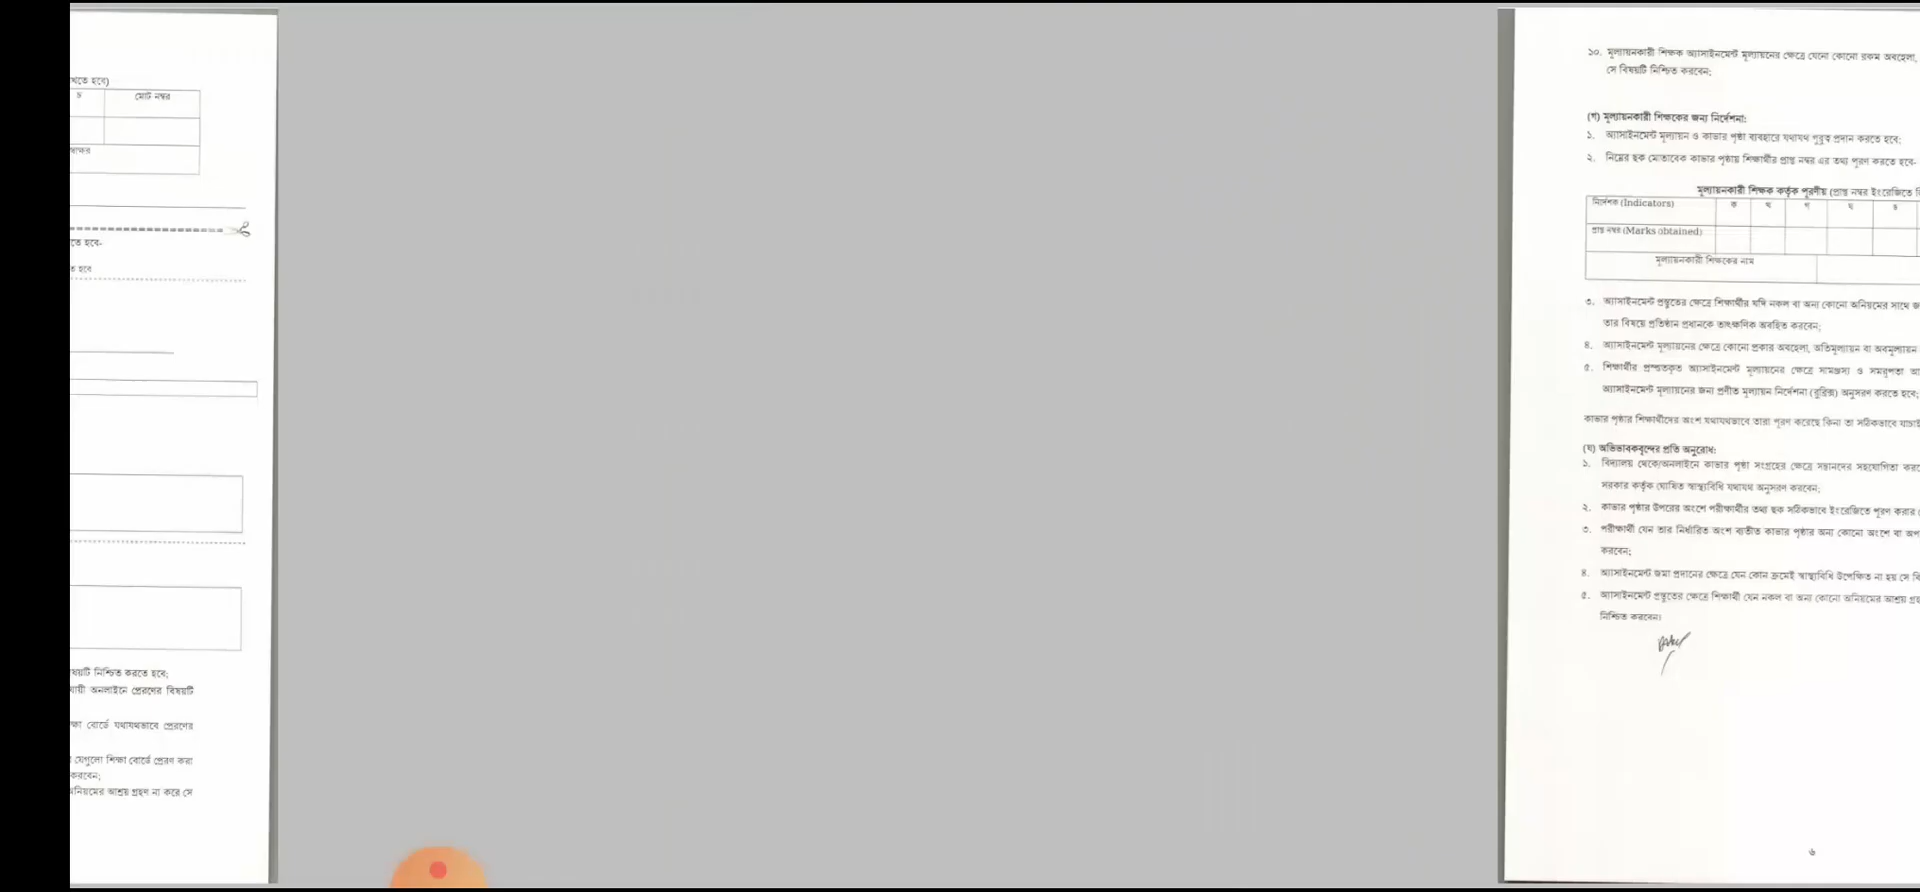 খতে হবে)
চ মোট নম্বর
স্বাক্ষর
তে হবে-
ত হবে
ষয়টি নিশ্চিত করতে হবে;
যায়ী অনলাইনে প্রেরণের বিষয়টি
ক্ষা বোর্ডে যথাযথভাবে প্রেরণের
যেগুলো শিক্ষা বোর্ডে প্রেরণ করা
করবেন;
অনিয়মের আশ্রয় গ্রহণ না করে সে
১০. মূল্যায়নকারী শিক্ষক অ্যাসাইনমেন্ট মূল্যায়নের ক্ষেত্রে যেনো কোনো রকম অবহেলা,
সে বিষয়টি নিশ্চিত করবেন;
(গ) মূল্যায়নকারী শিক্ষকের জন্য নির্দেশনা:
১. অ্যাসাইনমেন্ট মূল্যায়ন ও কাভার পৃষ্ঠা ব্যবহারে যথাযথ গুরুত্ব প্রদান করতে হবে;
২. নিম্নের ছক মোতাবেক কাভার পৃষ্ঠায় শিক্ষার্থীর প্রাপ্ত নম্বর এর তথ্য পূরণ করতে হবে-
মূল্যায়নকারী শিক্ষক কর্তৃক পূরণীয় (প্রাপ্ত নম্বর ইংরেজিতে
নির্দেশক (Indicators) ক খ গ ঘ ঙ
প্রাপ্ত নম্বর (Marks obtained)
মূল্যায়নকারী শিক্ষকের নাম
৩. অ্যাসাইনমেন্ট প্রস্তুতের ক্ষেত্রে শিক্ষার্থীর যদি নকল বা অন্য কোনো অনিয়মের সাথে
তার বিষয়ে প্রতিষ্ঠান প্রধানকে তাৎক্ষণিক অবহিত করবেন;
৪. অ্যাসাইনমেন্ট মূল্যায়নের ক্ষেত্রে কোনো প্রকার অবহেলা, অতিমূল্যায়ন বা অবমূল্যায়ন
৫. শিক্ষার্থীর প্রস্তুতকৃত অ্যাসাইনমেন্ট মূল্যায়নের ক্ষেত্রে সামঞ্জস্য ও সমরূপতা
অ্যাসাইনমেন্ট মূল্যায়নের জন্য প্রণীত মূল্যায়ন নির্দেশনা (রুব্রিক্স) অনুসরণ করতে হবে;
কাভার পৃষ্ঠার শিক্ষার্থীদের অংশ যথাযথভাবে তারা পূরণ করেছে কিনা তা সঠিকভাবে
(ঘ) অভিভাবকবৃন্দের প্রতি অনুরোধ:
১. বিদ্যালয় থেকে/অনলাইনে কাভার পৃষ্ঠা সংগ্রহের ক্ষেত্রে সন্তানদের সহযোগিতা
সরকার কর্তৃক ঘোষিত স্বাস্থ্যবিধি যথাযথ অনুসরণ করবেন;
২. কাভার পৃষ্ঠার উপরের অংশে পরীক্ষার্থীর তথ্য ছক সঠিকভাবে ইংরেজিতে পূরণ করার
৩. পরীক্ষার্থী যেন তার নির্ধারিত অংশ ব্যতীত কাভার পৃষ্ঠার অন্য কোনো অংশে বা
করবেন;
৪. অ্যাসাইনমেন্ট জমা প্রদানের ক্ষেত্রে যেন কোন ক্রমেই স্বাস্থ্যবিধি উপেক্ষিত না হয় সে
৫. অ্যাসাইনমেন্ট প্রস্তুতের ক্ষেত্রে শিক্ষার্থী যেন নকল বা অন্য কোনো অনিয়মের আশ্রয়
নিশ্চিত করবেন।
৬